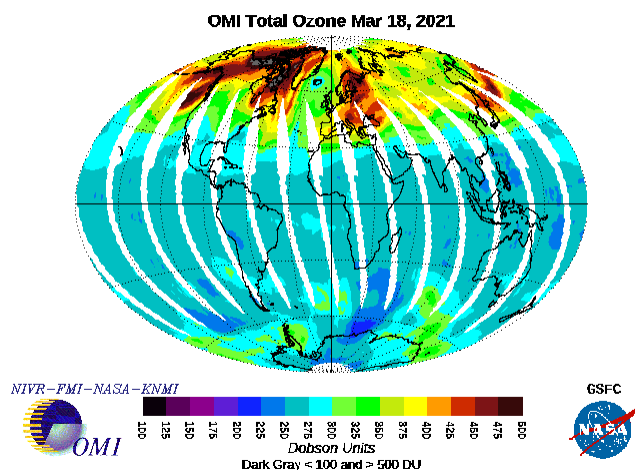 OMI Total Ozone Mar 18, 2021
NIVR-FMI-NASA-KNMI
OMI
100 125 150 175 200 225 250 275 300 325 350 375 400 425 450 475 500
Dobson Units
Dark Gray < 100 and > 500 DU
GSFC
NASA